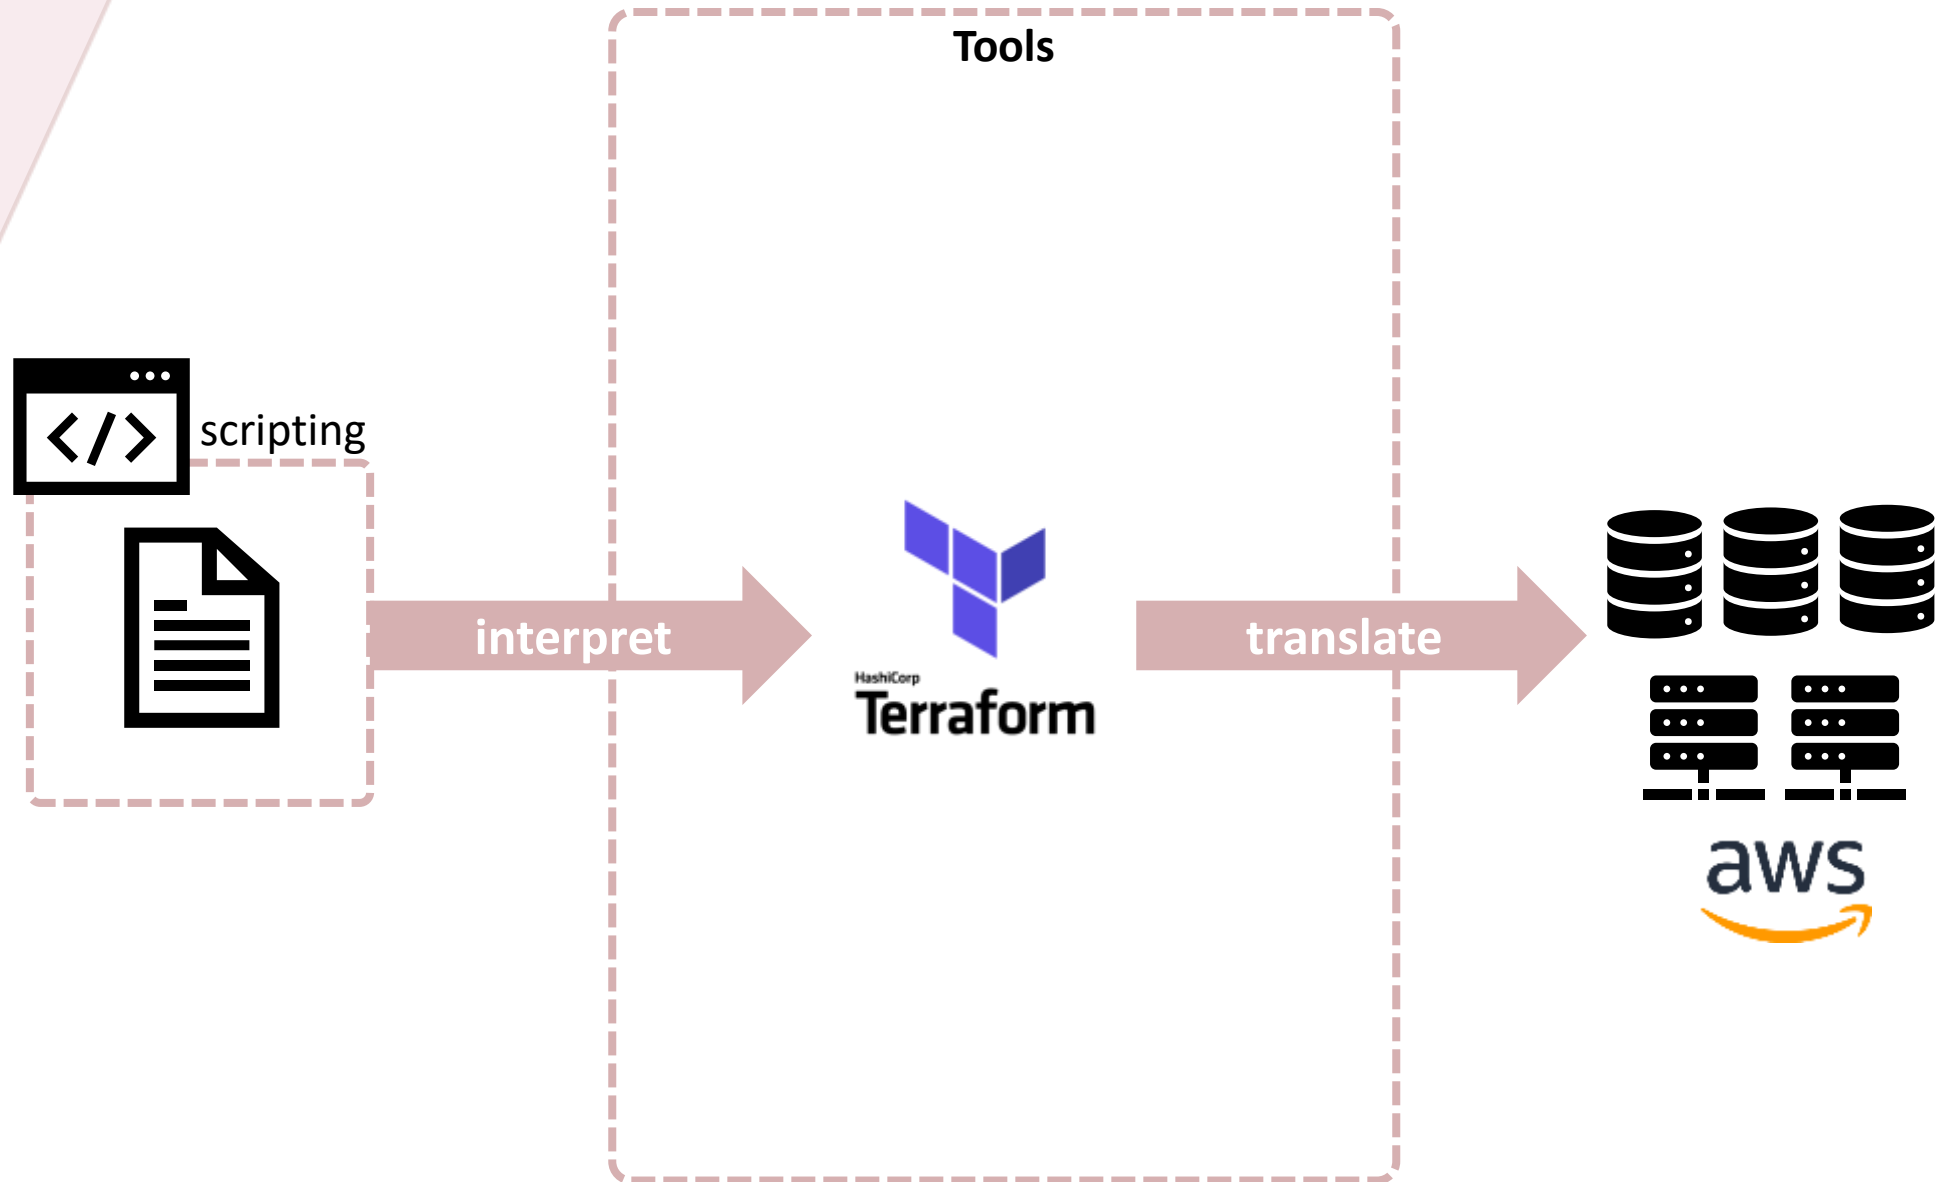 Tools
scripting
interpret
translate
HashiCorp
Terraform
aws